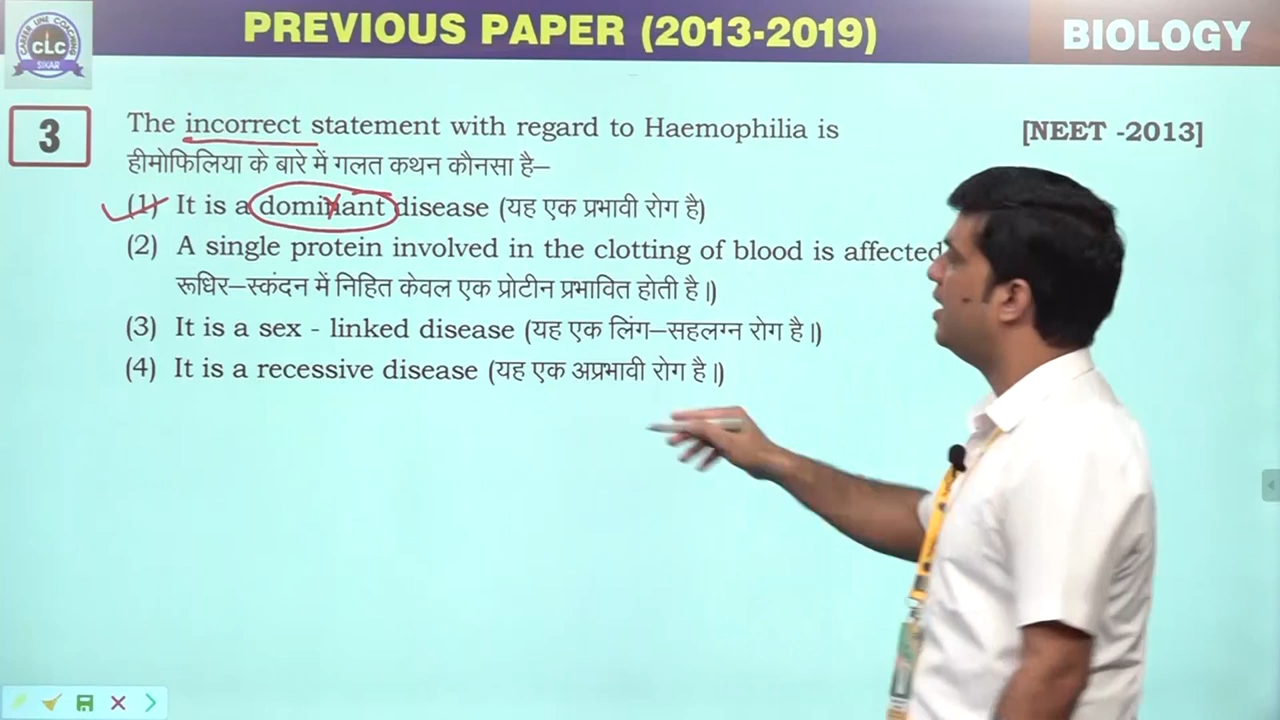 PREVIOUS PAPER (2013-2019)
BIOLOGY
CAREER LINE COACHING
CLC
SIKAR
3
The incorrect statement with regard to Haemophilia is
[NEET -2013]
हीमोफिलिया के बारे में गलत कथन कौनसा है–
(1) It is a dominant disease (यह एक प्रभावी रोग है)
(2) A single protein involved in the clotting of blood is affected
रूधिर–स्कंदन में निहित केवल एक प्रोटीन प्रभावित होती है।)
(3) It is a sex - linked disease (यह एक लिंग–सहलग्न रोग है।)
(4) It is a recessive disease (यह एक अप्रभावी रोग है।)